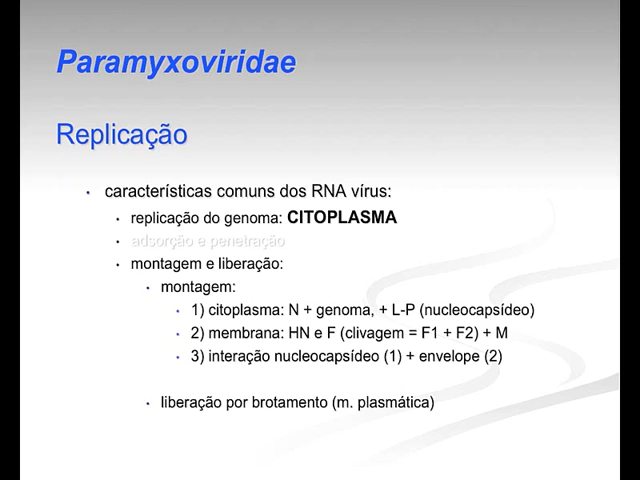 Paramyxoviridae
Replicação
características comuns dos RNA vírus:
replicação do genoma: CITOPLASMA
adsorção e penetração
montagem e liberação:
montagem:
1) citoplasma: N + genoma, + L-P (nucleocapsídeo)
2) membrana: HN e F (clivagem = F1 + F2) + M
3) interação nucleocapsídeo (1) + envelope (2)
liberação por brotamento (m. plasmática)